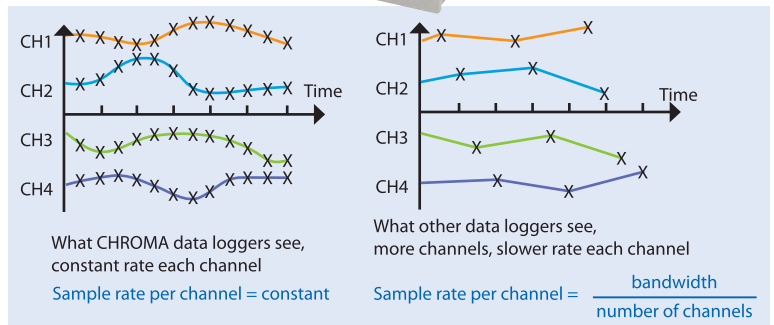 CH1
CH2
Time
CH3
CH4
What CHROMA data loggers see,
constant rate each channel
Sample rate per channel = constant
CH1
CH2
Time
CH3
CH4
What other data loggers see,
more channels, slower rate each channel
Sample rate per channel = bandwidth
number of channels